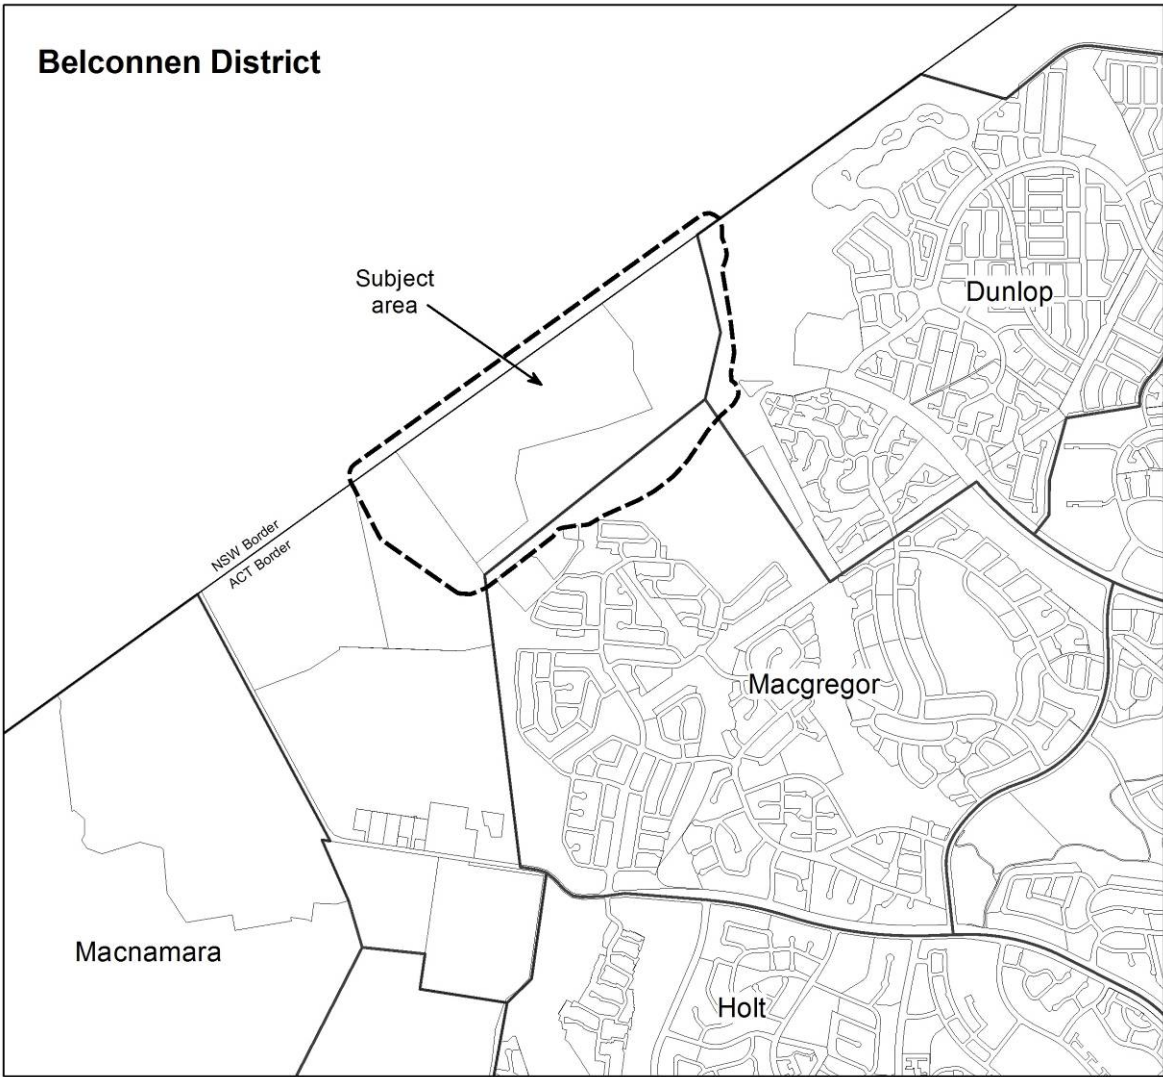 Belconnen District
Subject
area
Dunlop
NSW Border
ACT Border
Macgregor
Macnamara
Holt